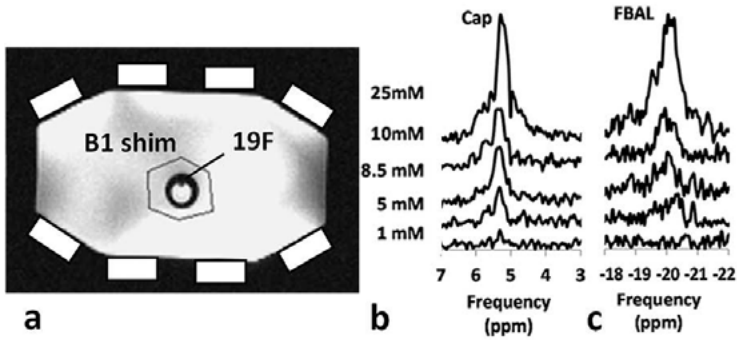 B1 shim
19F
a
Cap
25mM
10mM
8.5 mM
5 mM
1 mM
7 6 5 4 3
Frequency
(ppm)
b
FBAL
-18 -19 -20 -21 -22
Frequency
(ppm)
c